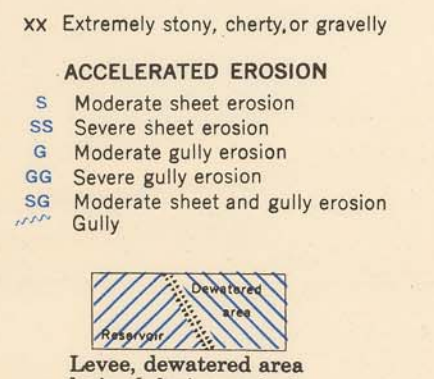 xx Extremely stony, cherty, or gravelly
ACCELERATED EROSION
S Moderate sheet erosion
SS Severe sheet erosion
G Moderate gully erosion
GG Severe gully erosion
SG Moderate sheet and gully erosion
Gully
Dewatered
area
Reservoir
Levee, dewatered area